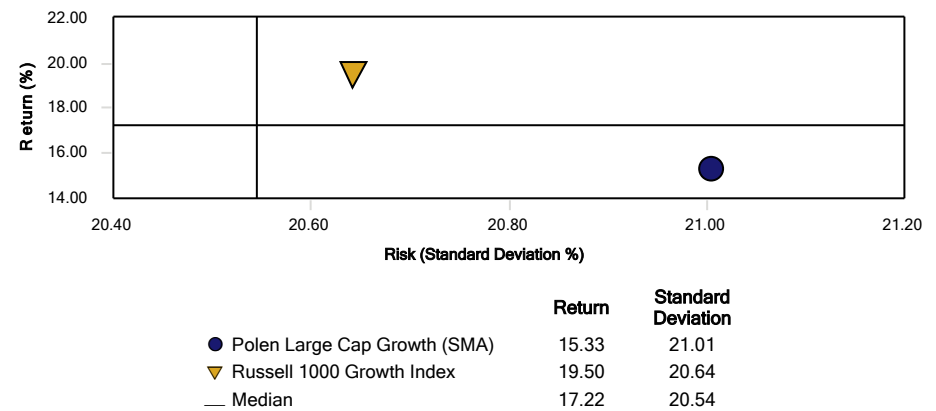 22.00
20.00
18.00
16.00
14.00
Return (%)
20.40 20.60 20.80 21.00 21.20
Risk (Standard Deviation %)
Return Standard Deviation
Polen Large Cap Growth (SMA) 15.33 21.01
Russell 1000 Growth Index 19.50 20.64
Median 17.22 20.54